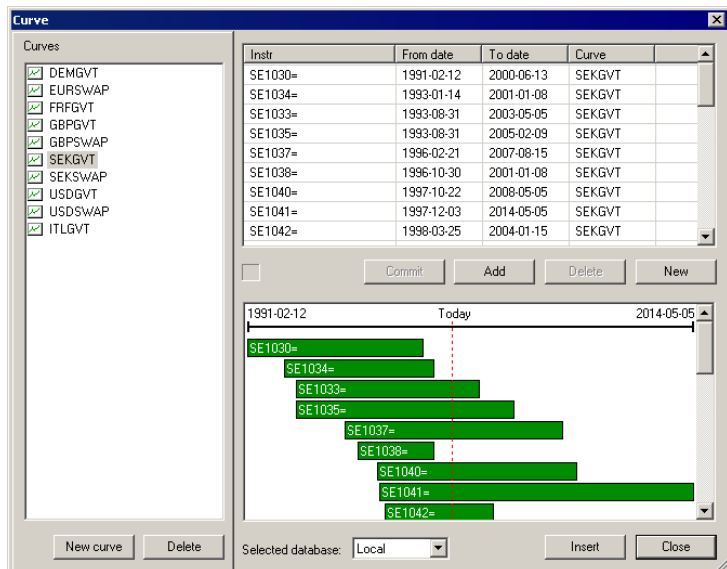 Curve
Curves
DEMGVT
EURSWAP
FRFGVT
GBPGVT
GBPSWAP
SEKGVT
SEKSWAP
USDGVT
USDSWAP
ITLGVT
New curve Delete
Instr From date To date Curve
SE1030= 1991-02-12 2000-06-13 SEKGVT
SE1034= 1993-01-14 2001-01-08 SEKGVT
SE1033= 1993-08-31 2003-05-05 SEKGVT
SE1035= 1993-08-31 2005-02-09 SEKGVT
SE1037= 1996-02-21 2007-08-15 SEKGVT
SE1038= 1996-10-30 2001-01-08 SEKGVT
SE1040= 1997-10-22 2008-05-05 SEKGVT
SE1041= 1997-12-03 2014-05-05 SEKGVT
SE1042= 1998-03-25 2004-01-15 SEKGVT
Commit Add Delete New
1991-02-12 Today 2014-05-05
SE1030=
SE1034=
SE1033=
SE1035=
SE1037=
SE1038=
SE1040=
SE1041=
SE1042=
Selected database: Local Insert Close